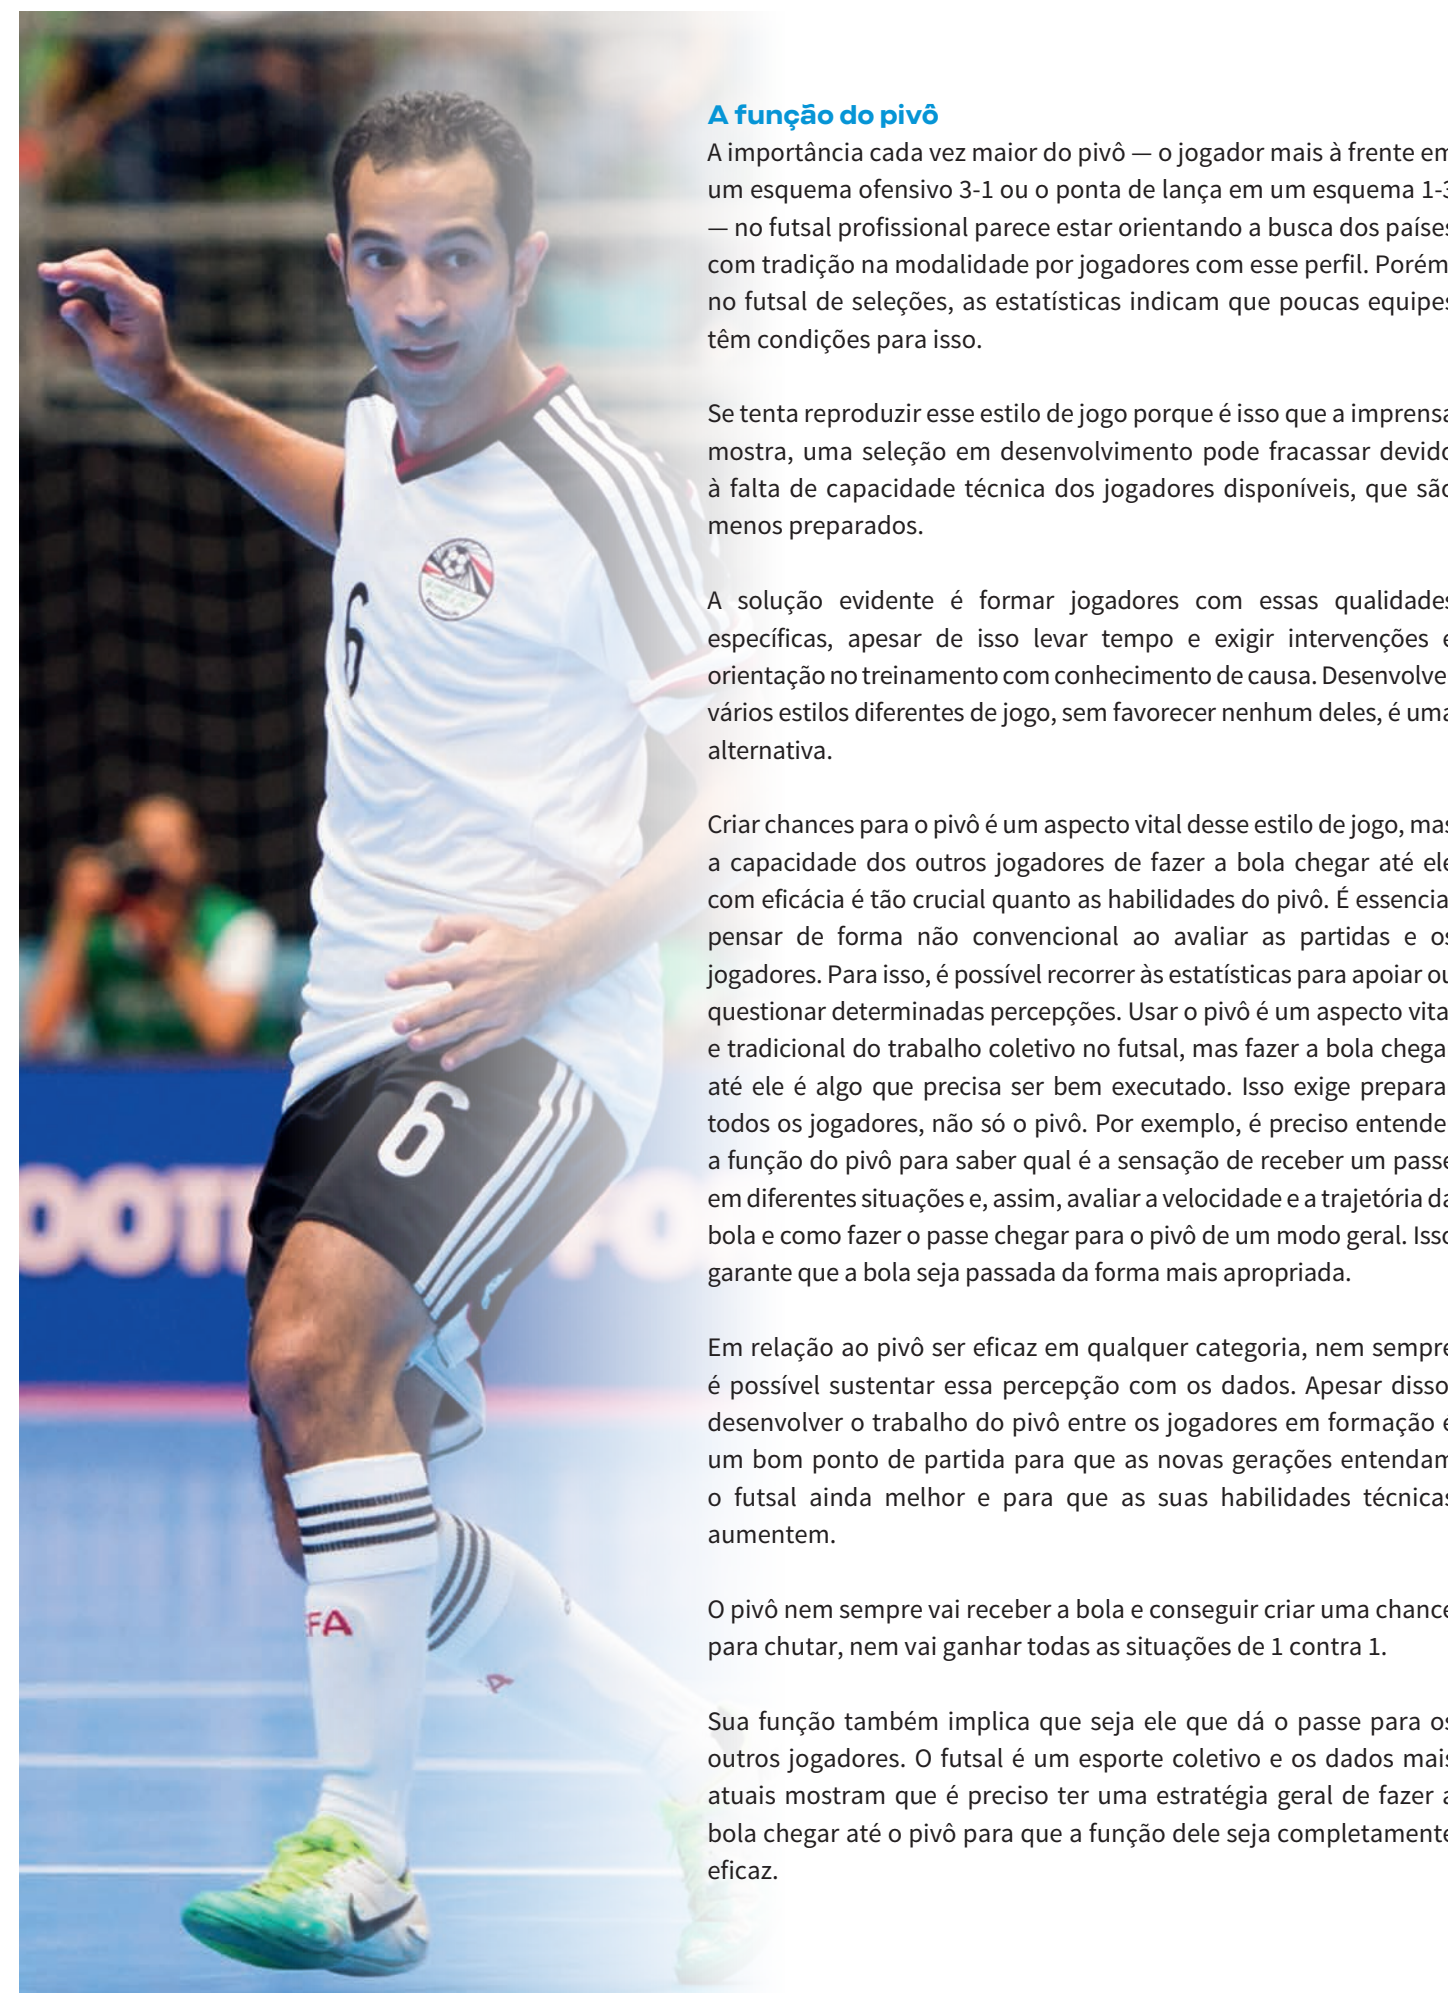 A função do pivô
A importância cada vez maior do pivô — o jogador mais à frente em
um esquema ofensivo 3-1 ou o ponta de lança em um esquema 1-3
— no futsal profissional parece estar orientando a busca dos países
com tradição na modalidade por jogadores com esse perfil. Porém
no futsal de seleções, as estatísticas indicam que poucas equipes
têm condições para isso.
Se tenta reproduzir esse estilo de jogo porque é isso que a imprensa
mostra, uma seleção em desenvolvimento pode fracassar devido
à falta de capacidade técnica dos jogadores disponíveis, que são
menos preparados.
A solução evidente é formar jogadores com essas qualidades
específicas, apesar de isso levar tempo e exigir intervenções e
orientação no treinamento com conhecimento de causa. Desenvolve
vários estilos diferentes de jogo, sem favorecer nenhum deles, é uma
alternativa.
Criar chances para o pivô é um aspecto vital desse estilo de jogo, mas
a capacidade dos outros jogadores de fazer a bola chegar até ele
com eficácia é tão crucial quanto as habilidades do pivô. É essencia
pensar de forma não convencional ao avaliar as partidas e os
jogadores. Para isso, é possível recorrer às estatísticas para apoiar ou
questionar determinadas percepções. Usar o pivô é um aspecto vita
e tradicional do trabalho coletivo no futsal, mas fazer a bola chega
até ele é algo que precisa ser bem executado. Isso exige prepara
todos os jogadores, não só o pivô. Por exemplo, é preciso entende
a função do pivô para saber qual é a sensação de receber um passe
em diferentes situações e, assim, avaliar a velocidade e a trajetória da
bola e como fazer o passe chegar para o pivô de um modo geral. Isso
garante que a bola seja passada da forma mais apropriada.
Em relação ao pivô ser eficaz em qualquer categoria, nem sempre
é possível sustentar essa percepção com os dados. Apesar disso
desenvolver o trabalho do pivô entre os jogadores em formação é
um bom ponto de partida para que as novas gerações entendam
o futsal ainda melhor e para que as suas habilidades técnicas
aumentem.
O pivô nem sempre vai receber a bola e conseguir criar uma chance
para chutar, nem vai ganhar todas as situações de 1 contra 1.
Sua função também implica que seja ele que dá o passe para os
outros jogadores. O futsal é um esporte coletivo e os dados mais
atuais mostram que é preciso ter uma estratégia geral de fazer a
bola chegar até o pivô para que a função dele seja completamente
eficaz.
6
6
OOT
FO
FA
A